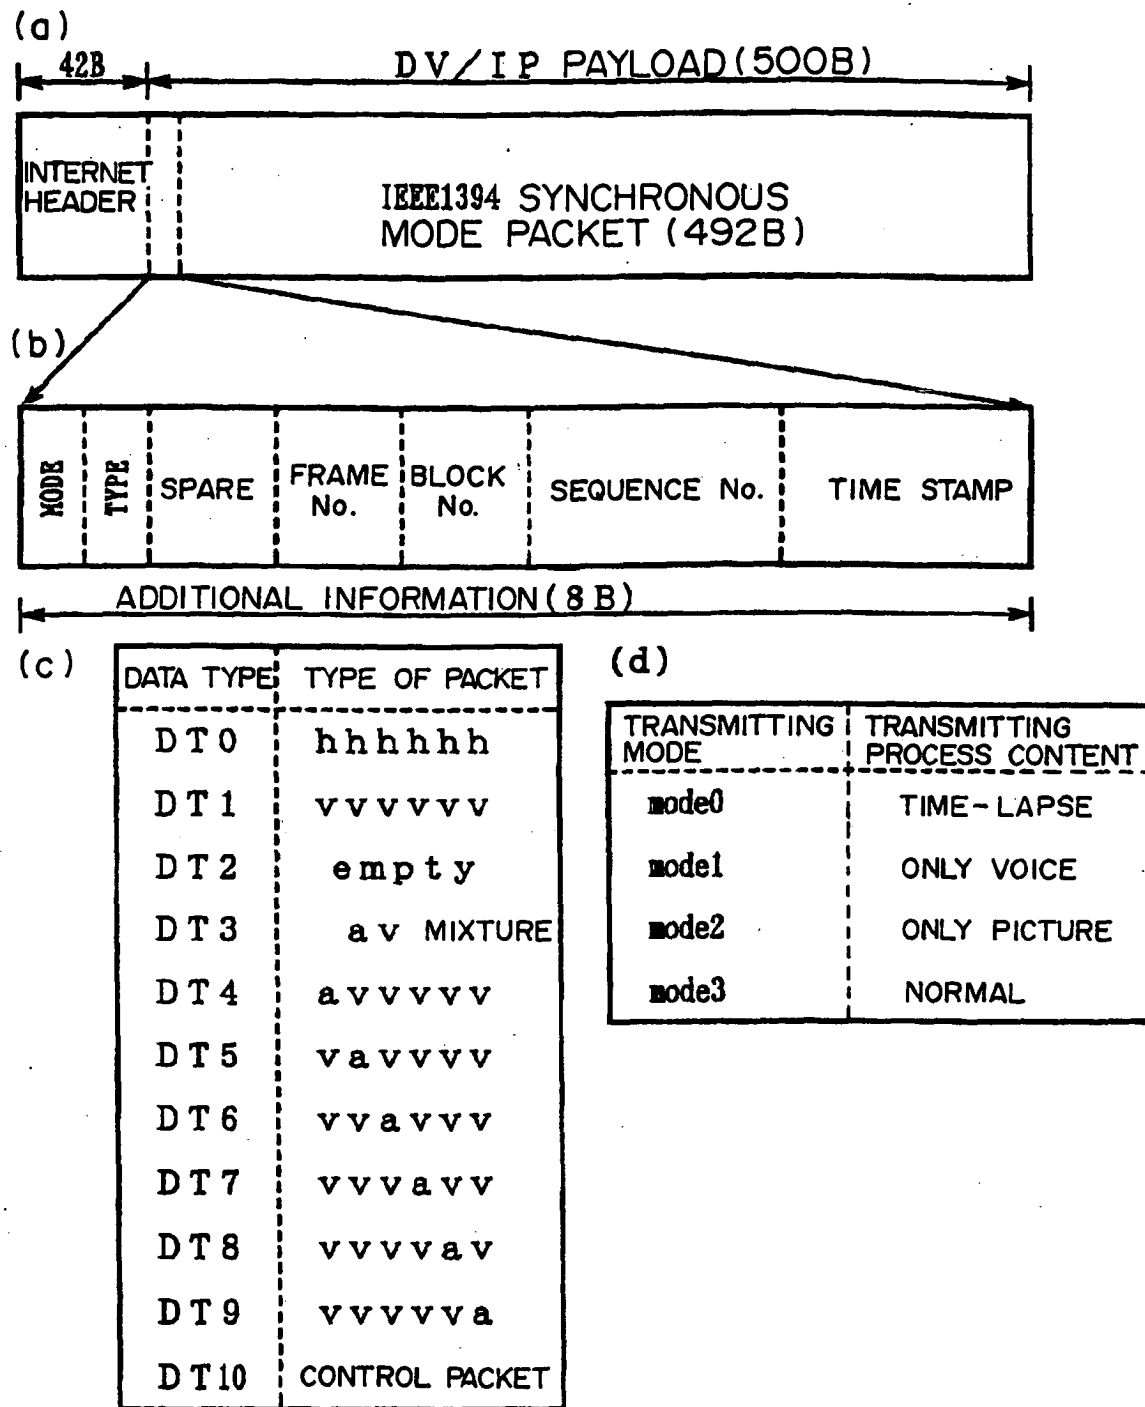 (a)
42B DV/IP PAYLOAD(500B)
INTERNET
HEADER
IEEE1394 SYNCHRONOUS
MODE PACKET (492B)
(b)
MODE
TYPE
SPARE
FRAME
No.
BLOCK
No.
SEQUENCE No.
TIME STAMP
ADDITIONAL INFORMATION(8B)
(c)
DATA TYPE TYPE OF PACKET
DT0 hhhhhh
DT1 vvvvvv
DT2 empty
DT3 av MIXTURE
DT4 avvvvv
DT5 vavvvv
DT6 vvavvv
DT7 vvvavv
DT8 vvvvav
DT9 vvvvva
DT10 CONTROL PACKET
(d)
TRANSMITTING
MODE
TRANSMITTING
PROCESS CONTENT
mode0 TIME-LAPSE
mode1 ONLY VOICE
mode2 ONLY PICTURE
mode3 NORMAL